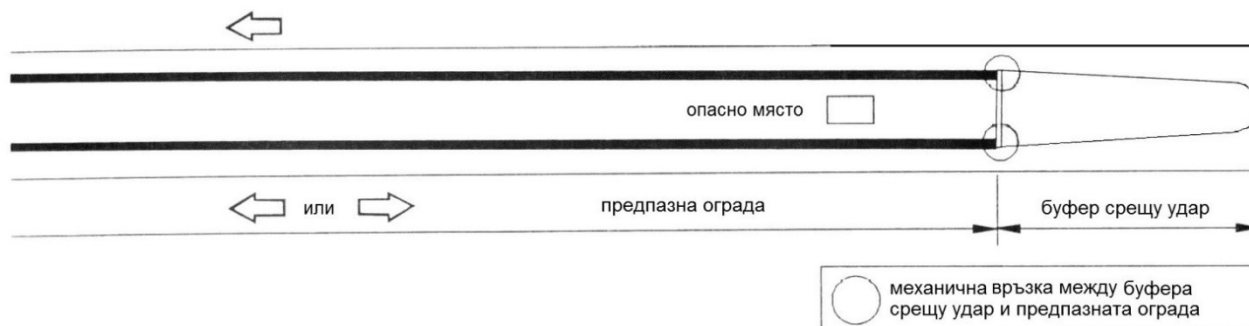 опасно място
или
предпазна ограда
буфер срещу удар
механична връзка между буфера
срещу удар и предпазната ограда